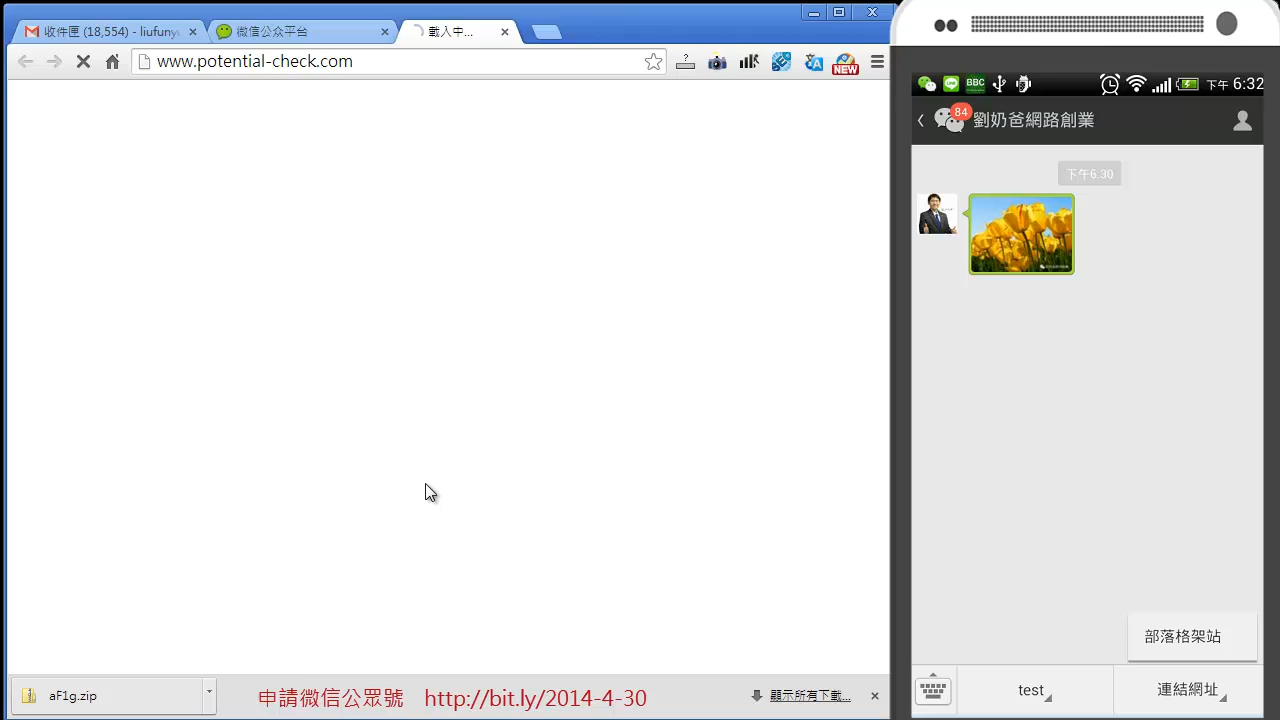 收件匣 (18,554) - liufuny
微信公众平台
載入中...
www.potential-check.com
NEW
aF1g.zip
申請微信公眾號 http://bit.ly/2014-4-30
顯示所有下載...
BBC
下午 6:32
84
劉奶爸網路創業
下午6:30
部落格架站
test
連結網址